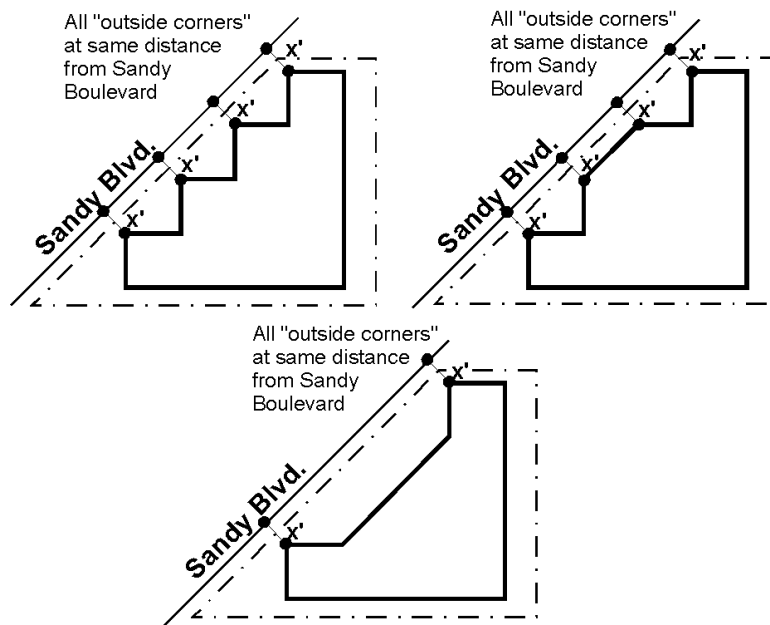 All "outside corners"
at same distance
from Sandy
Boulevard
x'
x'
x'
x'
Sandy Blvd.
All "outside corners"
at same distance
from Sandy
Boulevard
x'
x'
x'
x'
Sandy Blvd.
All "outside corners"
at same distance
from Sandy
Boulevard
x'
x'
Sandy Blvd.